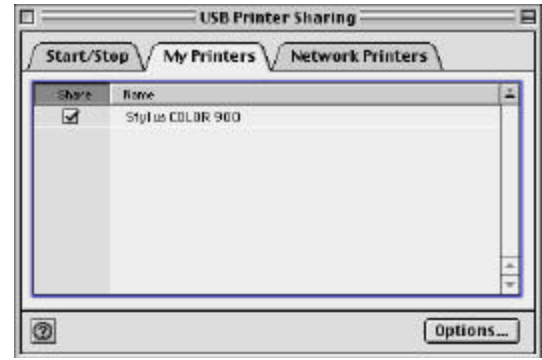 USB Printer Sharing
Start/Stop My Printers Network Printers
Share Name
Stylus COLOR 900
?
Options...